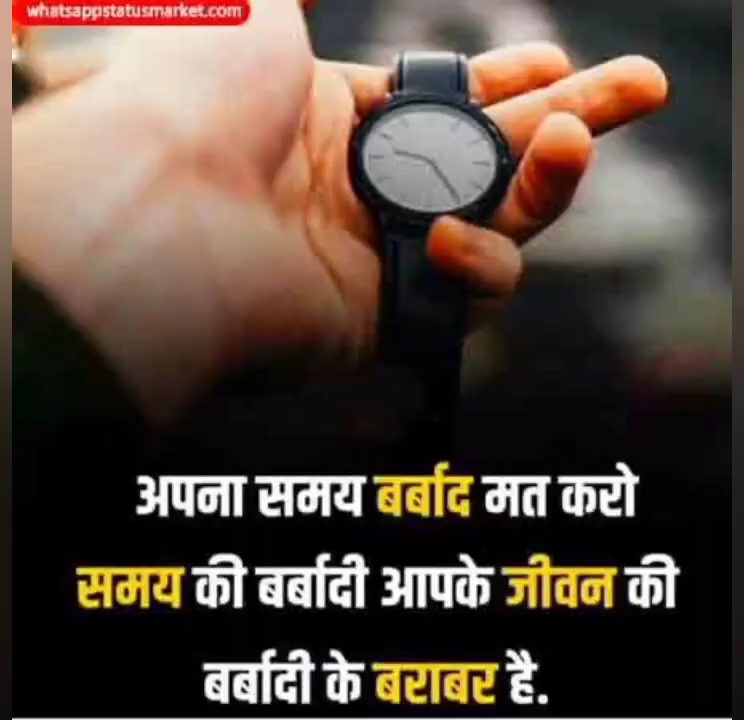 whatsappstatusmarket.com
अपना समय बर्बाद मत करो
समय की बर्बादी आपके जीवन की
बर्बादी के बराबर है.